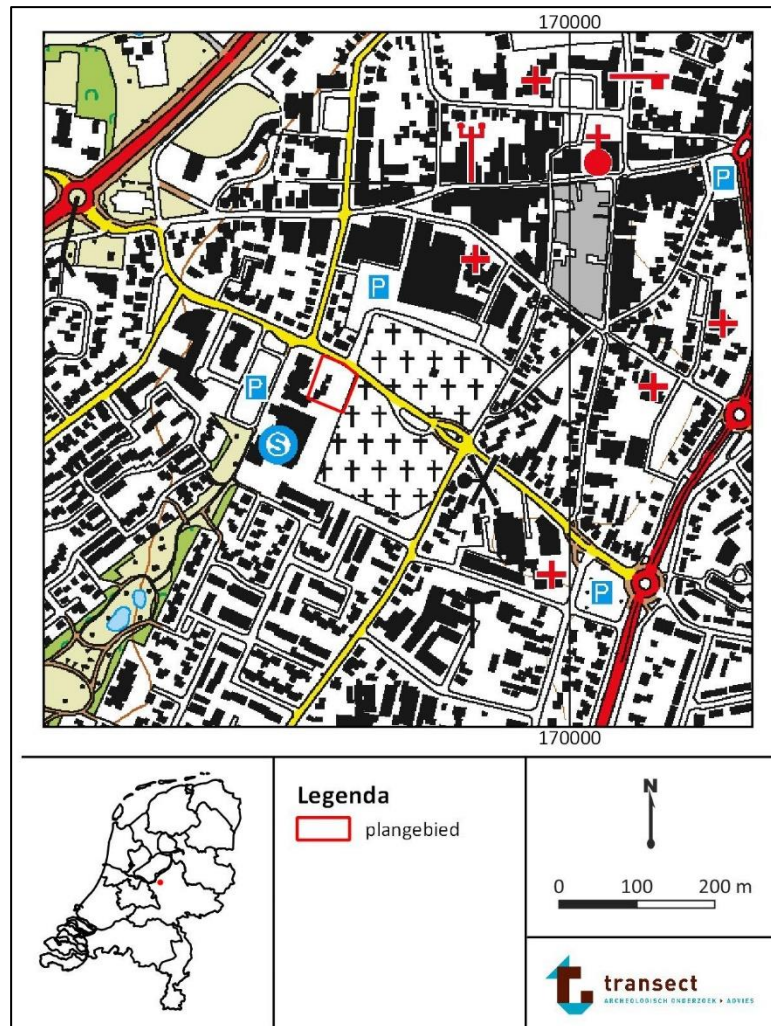 170000
P
P
P
S
P
170000
Legenda
plangebied
N
0 100 200 m
transect
ARCHEOLOGISCH ONDERZOEK ▸ ADVIES